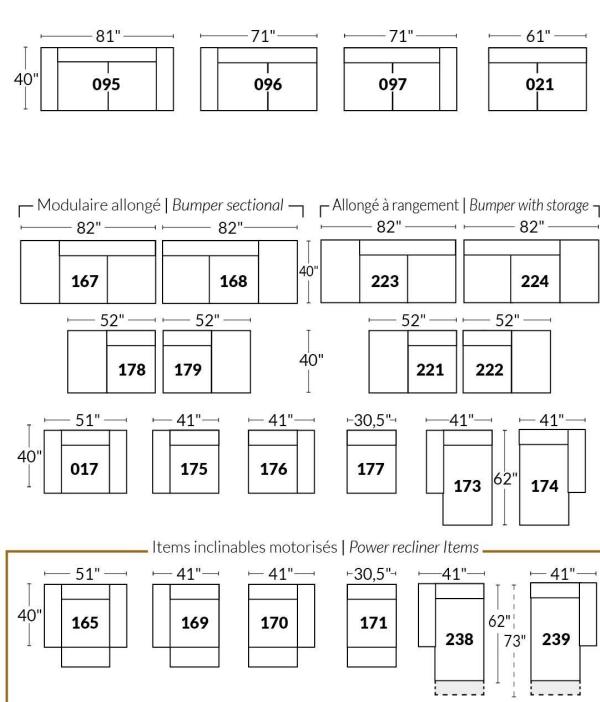 81" 71" 71" 61"
40" 095 096 097 021
Modulaire allongé | Bumper sectional Allongé à rangement | Bumper with storage
82" 82" 82" 82"
167 168 40" 223 224
52" 52" 52" 52"
178 179 40" 221 222
51" 41" 41" 30,5" 41" 41"
40" 017 175 176 177 173 62" 174
Items inclinables motorisés | Power recliner Items
51" 41" 41" 30,5" 41" 41"
40" 165 169 170 171 238 62" 73" 239